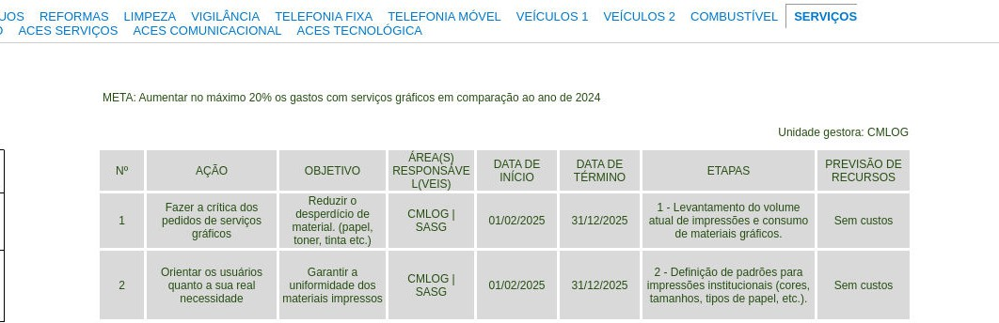 REFORMAS LIMPEZA VIGILÂNCIA TELEFONIA FIXA TELEFONIA MÓVEL VEÍCULOS 1 VEÍCULOS 2 COMBUSTÍVEL SERVIÇOS
ACES SERVIÇOS ACES COMUNICACIONAL ACES TECNOLÓGICA
META: Aumentar no máximo 20% os gastos com serviços gráficos em comparação ao ano de 2024
Unidade gestora: CMLOG
Nº
AÇÃO
OBJETIVO
ÁREA(S)
RESPONSÁVE
L(VEIS)
DATA DE
INÍCIO
DATA DE
TÉRMINO
ETAPAS
PREVISÃO DE
RECURSOS
1
Fazer a crítica dos
pedidos de serviços
gráficos
Reduzir o
desperdício de
material. (papel,
toner, tinta etc.)
CMLOG |
SASG
01/02/2025
31/12/2025
1 - Levantamento do volume
atual de impressões e consumo
de materiais gráficos.
Sem custos
2
Orientar os usuários
quanto a sua real
necessidade
Garantir a
uniformidade dos
materiais impressos
CMLOG |
SASG
01/02/2025
31/12/2025
2 - Definição de padrões para
impressões institucionais (cores,
tamanhos, tipos de papel, etc.).
Sem custos